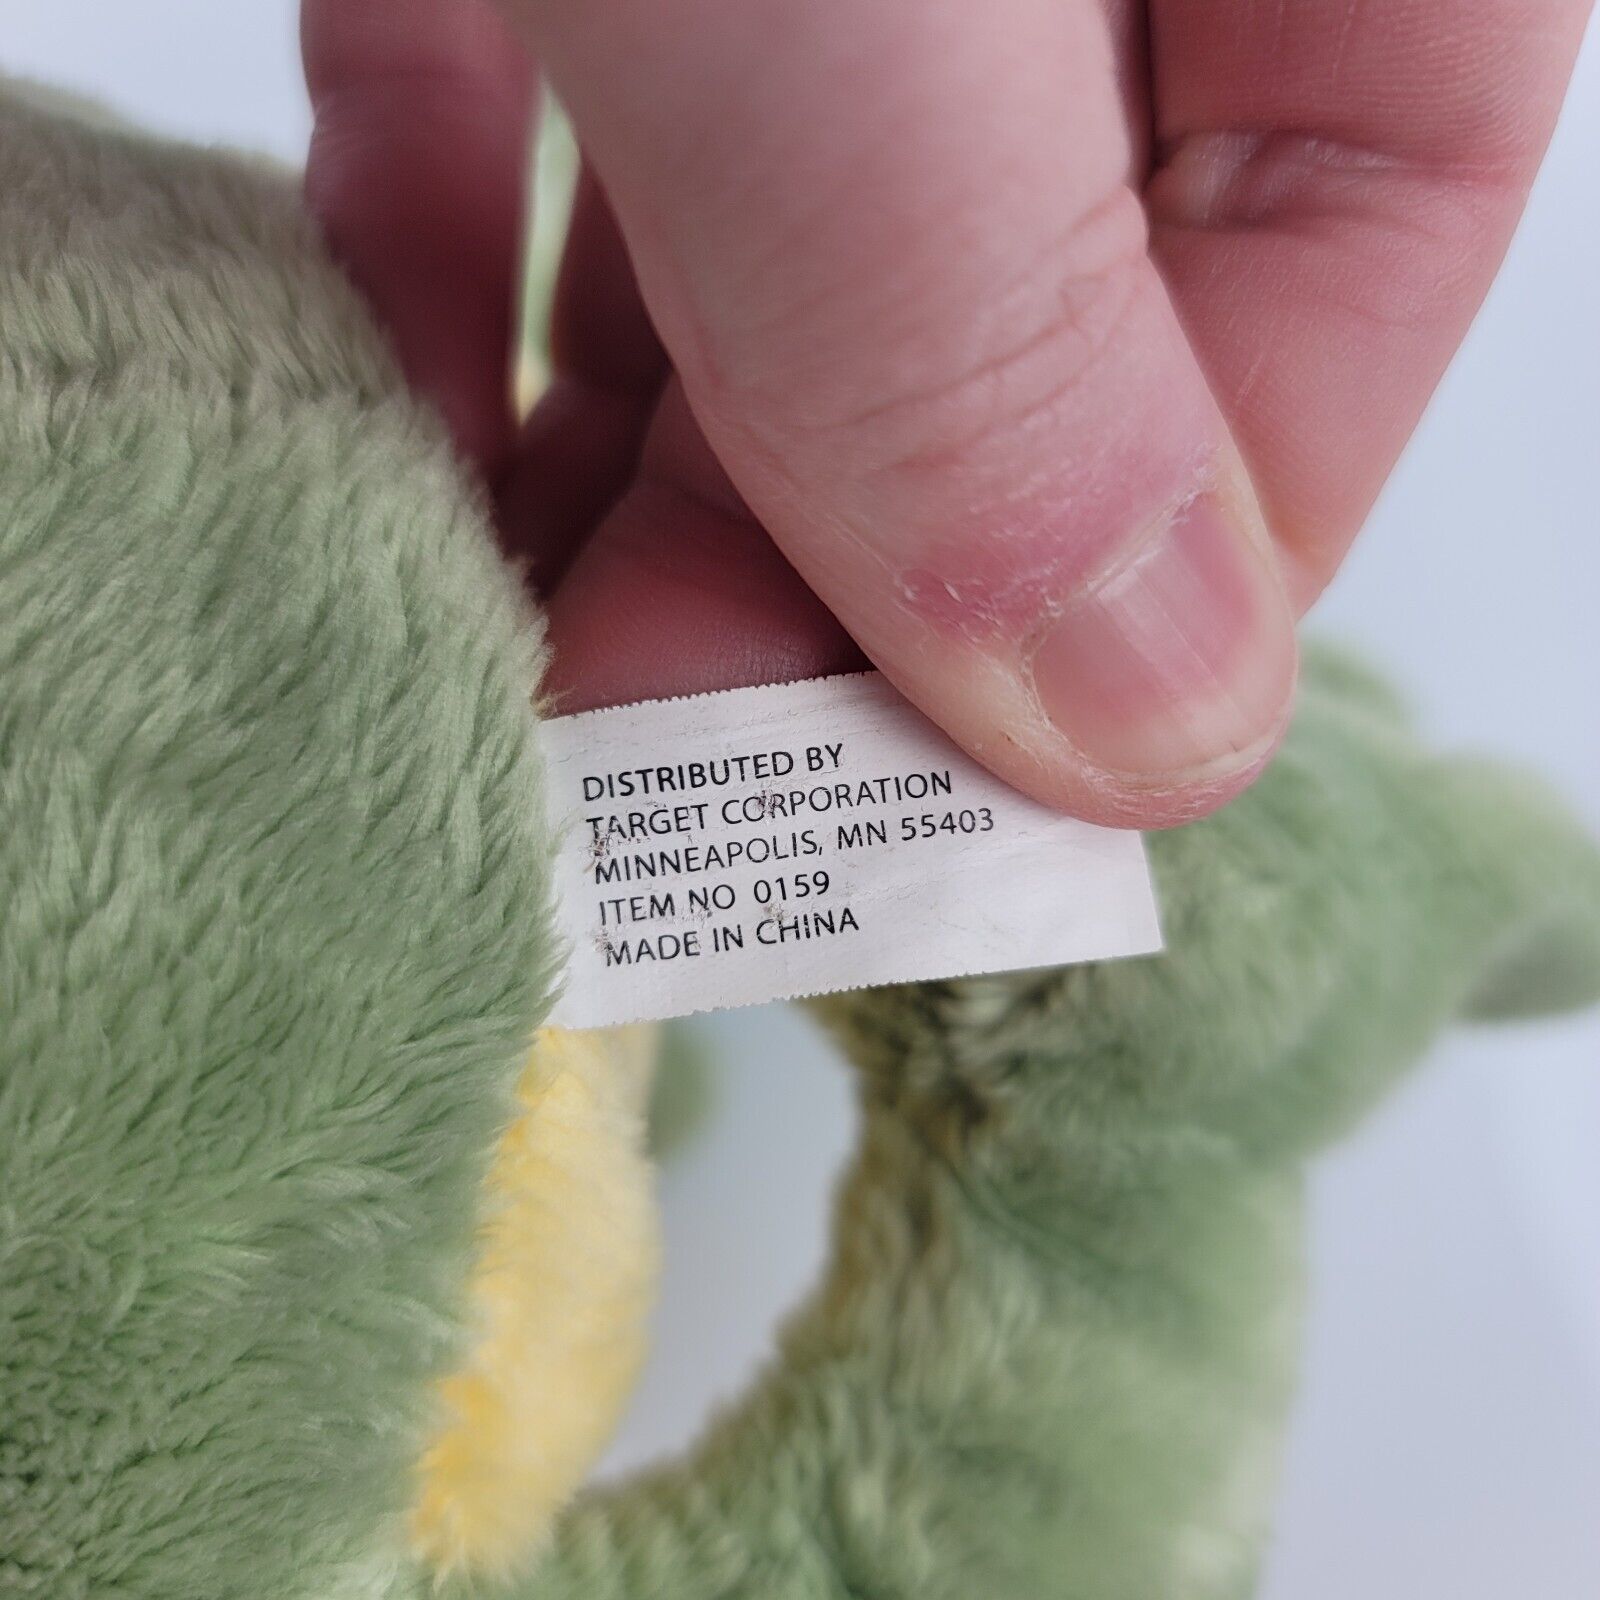 DISTRIBUTED BY
TARGET CORPORATION
MINNEAPOLIS, MN 55403
ITEM NO 0159
MADE IN CHINA